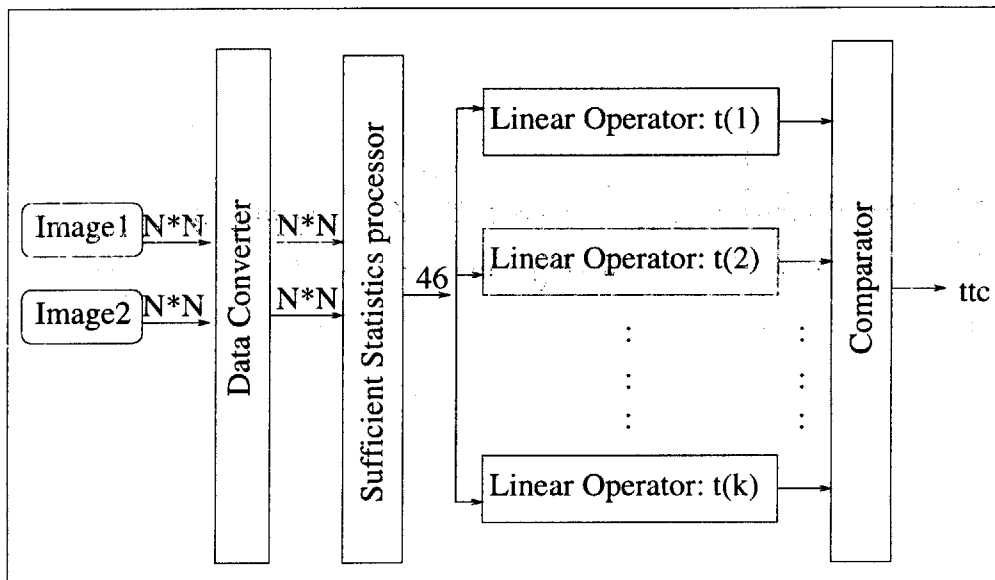 Image1
N*N
Image2
N*N
Data Converter
N*N
N*N
Sufficient Statistics processor
46
Linear Operator: t(1)
Linear Operator: t(2)
Linear Operator: t(k)
Comparator
ttc